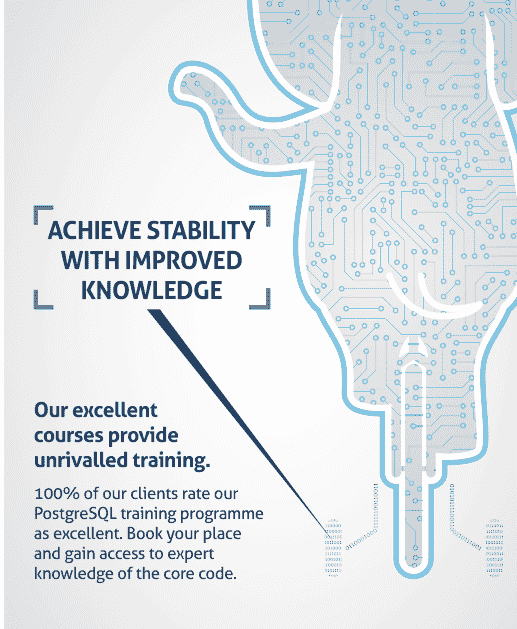 ACHIEVE STABILITY
WITH IMPROVED
KNOWLEDGE
Our excellent
courses provide
unrivalled training.
100% of our clients rate our
PostgreSQL training programme
as excellent. Book your place
and gain access to expert
knowledge of the core code.